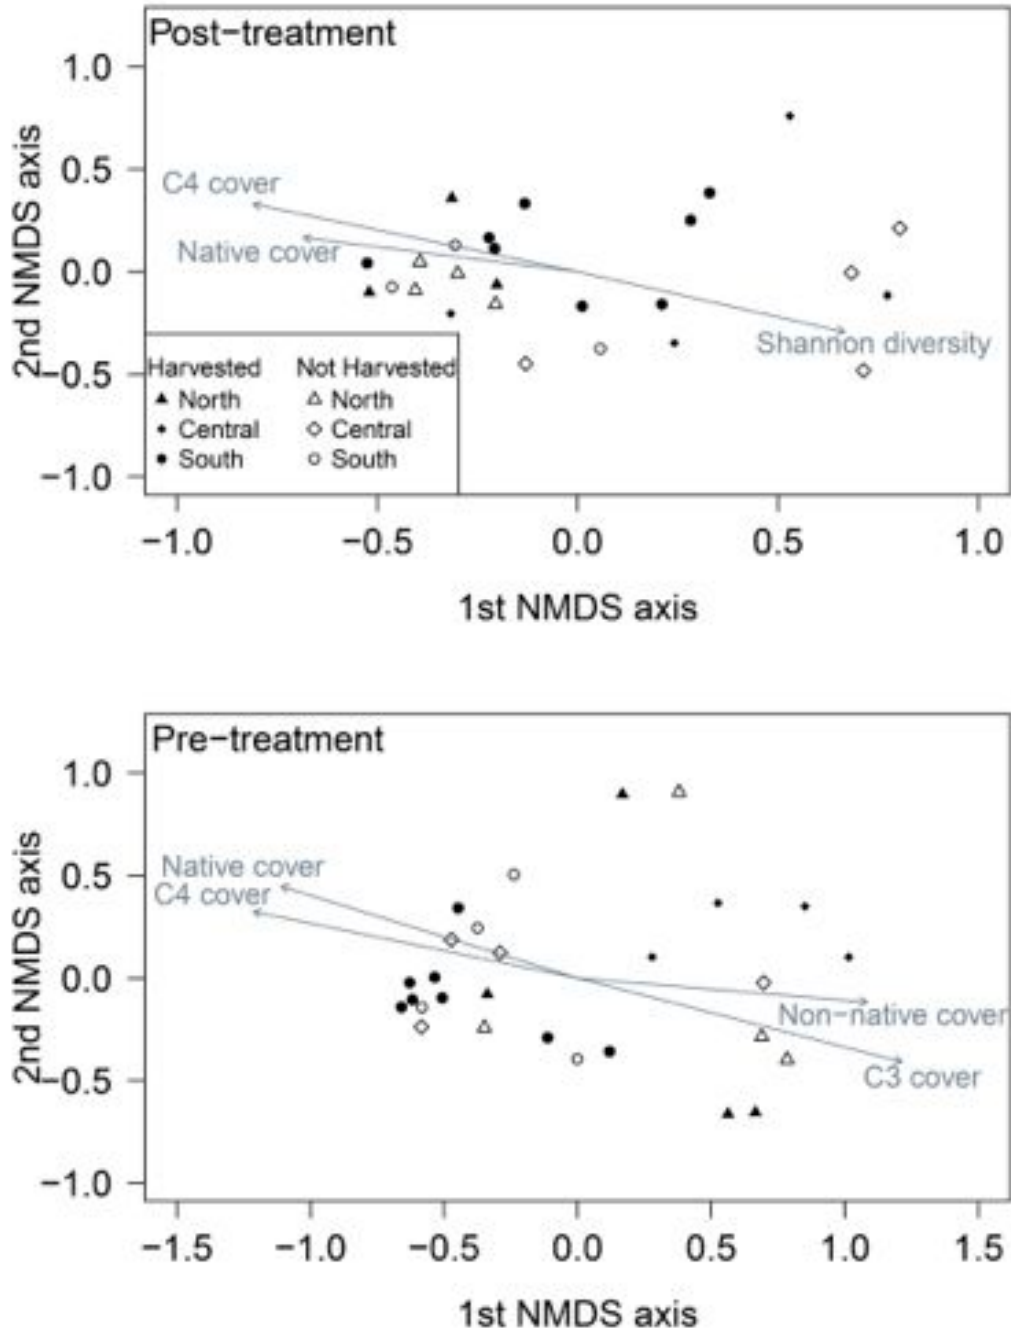 Post−treatment
1.0
0.5
0.0
−0.5
−1.0
2nd NMDS axis
C4 cover
Native cover
Shannon diversity
Harvested Not Harvested
North North
Central Central
South South
−1.0 −0.5 0.0 0.5 1.0
1st NMDS axis
Pre−treatment
1.0
0.5
0.0
−0.5
−1.0
2nd NMDS axis
Native cover
C4 cover
Non−native cover
C3 cover
−1.5 −1.0 −0.5 0.0 0.5 1.0 1.5
1st NMDS axis